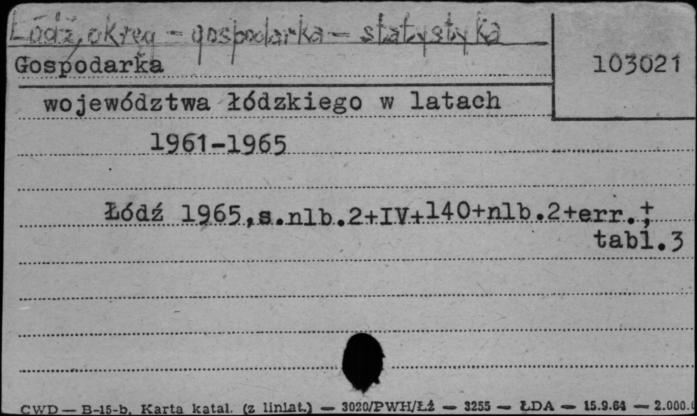 Łódź, okręg - gospodarka - statystyka
Gospodarka
103021
województwa łódzkiego w latach
1961-1965
Łódź 1965,s.nlb.2+IV+140+nlb.2+err.,+
tabl.3
CWD — B-15-b. Karta katal. (z liniat.) — 3020/PWH/Łź — 3255 — ŁDA — 15.9.64 — 2.000.